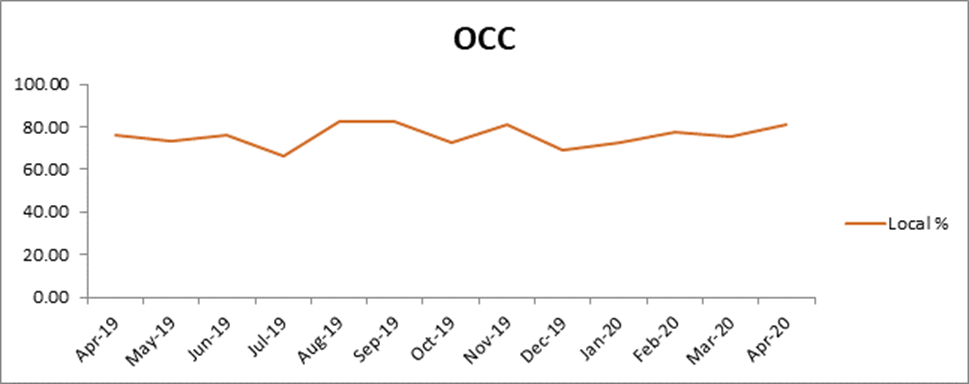 OCC
100.00
80.00
60.00
40.00
20.00
0.00
Apr-19
May-19
Jun-19
Jul-19
Aug-19
Sep-19
Oct-19
Nov-19
Dec-19
Jan-20
Feb-20
Mar-20
Apr-20
Local %